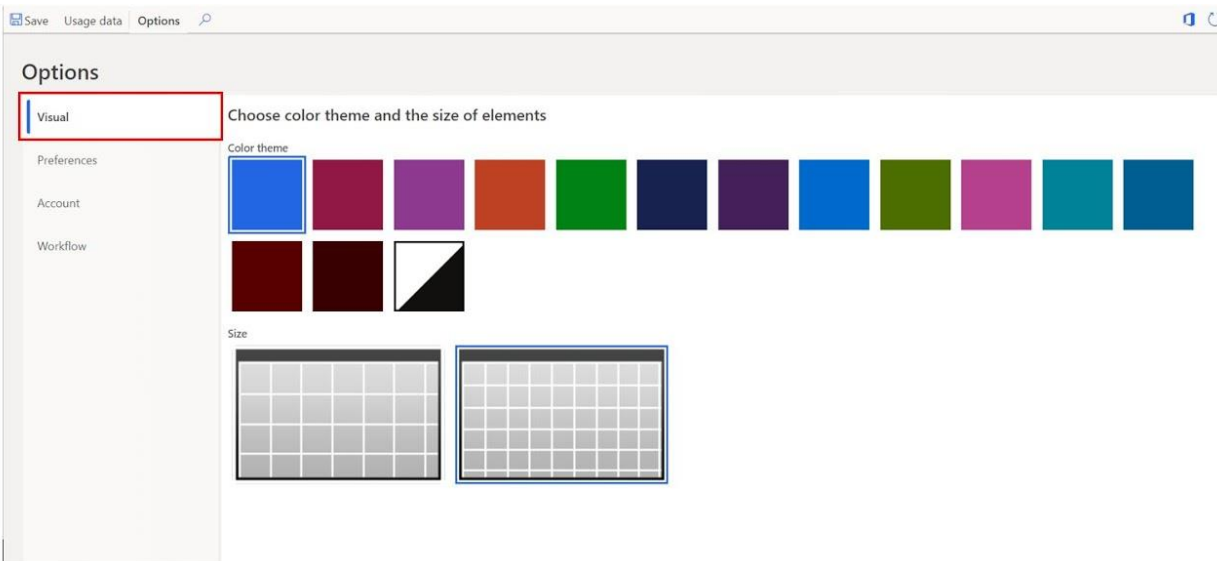 Save Usage data Options
Options
Visual
Preferences
Account
Workflow
Choose color theme and the size of elements
Color theme
Size